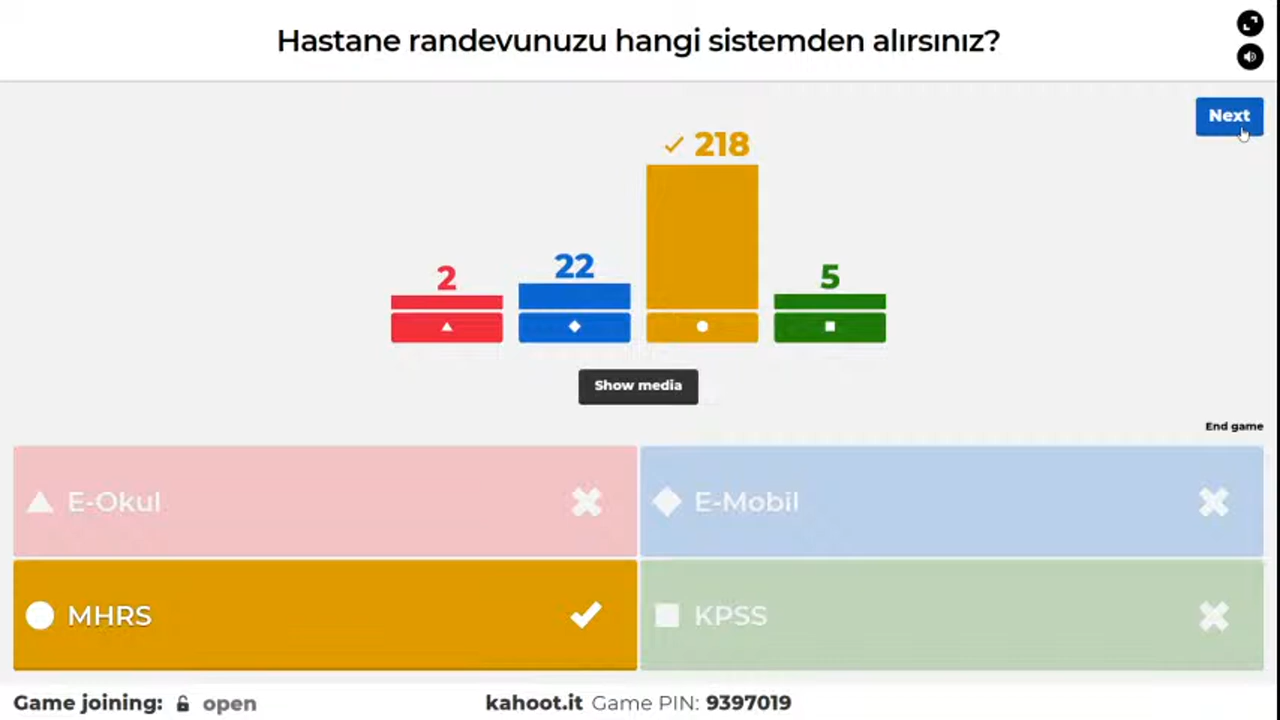 Hastane randevunuzu hangi sistemden alırsınız?
Next
218
22
2
5
Show media
End game
E-Okul
E-Mobil
MHRS
KPSS
Game joining: open
kahoot.it Game PIN: 9397019